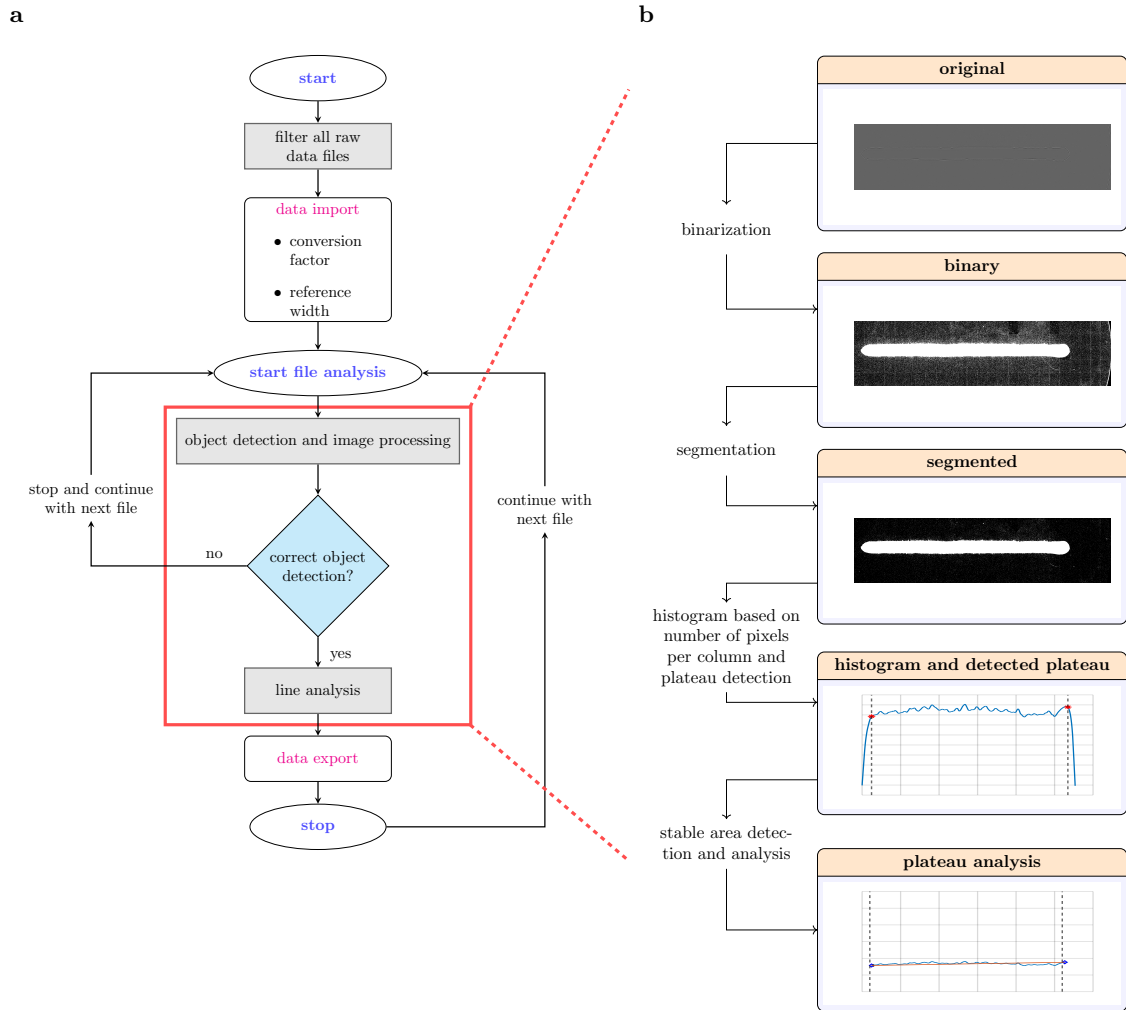 a
start
filter all raw
data files
data import
• conversion
factor
• reference
width
start file analysis
object detection and image processing
stop and continue
with next file
continue with
next file
no
correct object
detection?
yes
line analysis
data export
stop
b
original
binarization
binary
segmentation
segmented
histogram based on
number of pixels
per column and
plateau detection
histogram and detected plateau
stable area detec-
tion and analysis
plateau analysis